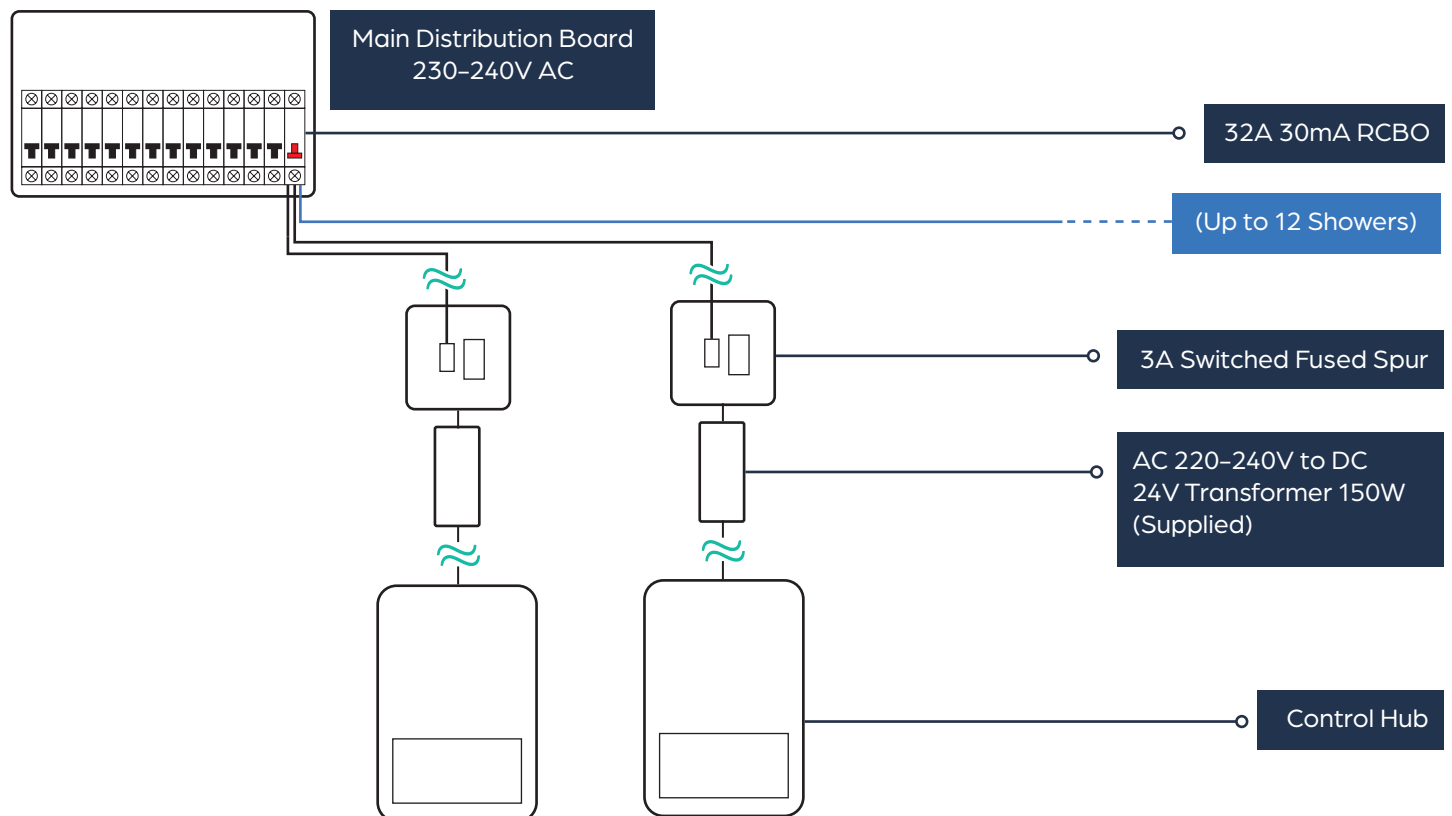 Main Distribution Board
230–240V AC
32A 30mA RCBO
(Up to 12 Showers)
3A Switched Fused Spur
AC 220–240V to DC
24V Transformer 150W
(Supplied)
Control Hub